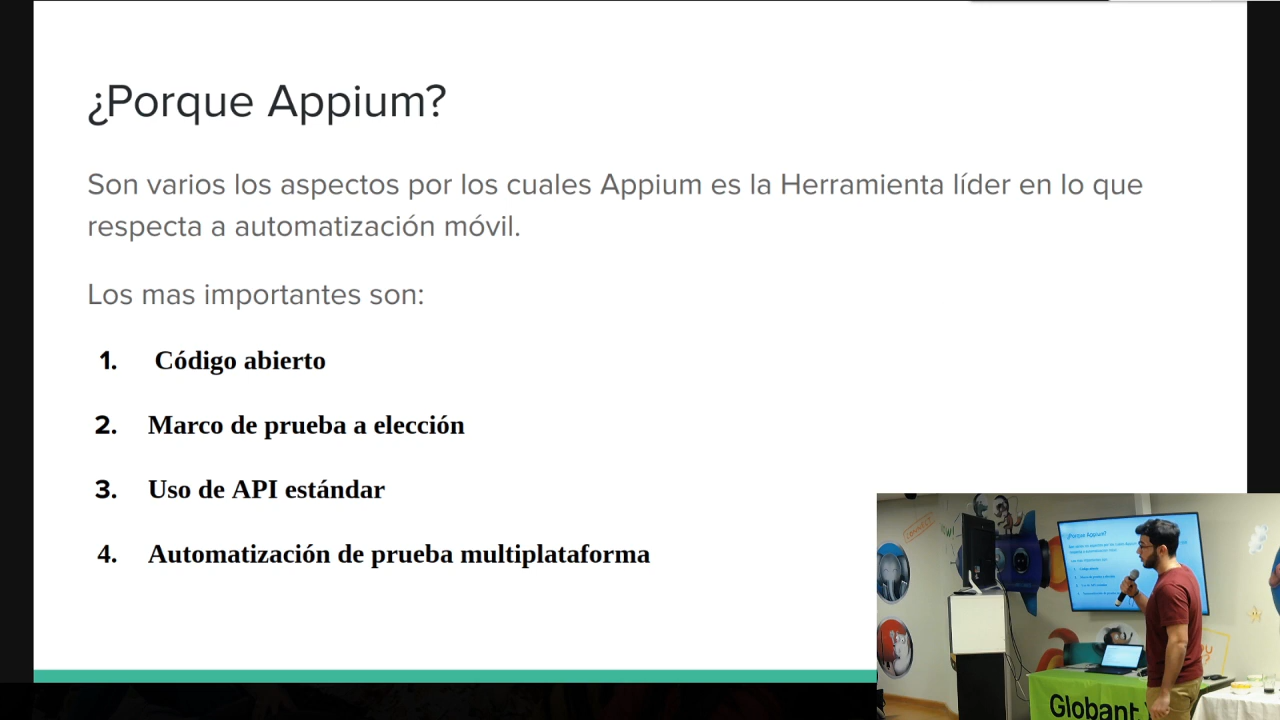 ¿Porque Appium?
Son varios los aspectos por los cuales Appium es la Herramienta líder en lo que
respecta a automatización móvil.
Los mas importantes son:
1. Código abierto
2. Marco de prueba a elección
3. Uso de API estándar
4. Automatización de prueba multiplataforma
¿Porque Appium?
Globant